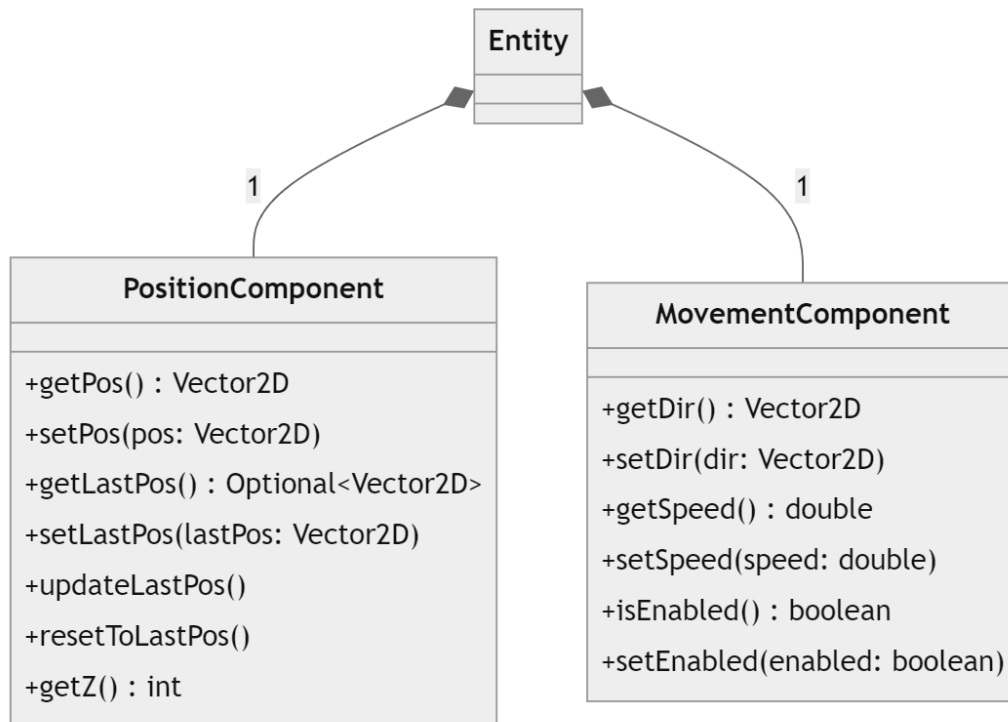 Entity
1
1
PositionComponent
+getPos() : Vector2D
+setPos(pos: Vector2D)
+getLastPos() : Optional<Vector2D>
+setLastPos(lastPos: Vector2D)
+updateLastPos()
+resetToLastPos()
+getZ() : int
MovementComponent
+getDir() : Vector2D
+setDir(dir: Vector2D)
+getSpeed() : double
+setSpeed(speed: double)
+isEnabled() : boolean
+setEnabled(enabled: boolean)